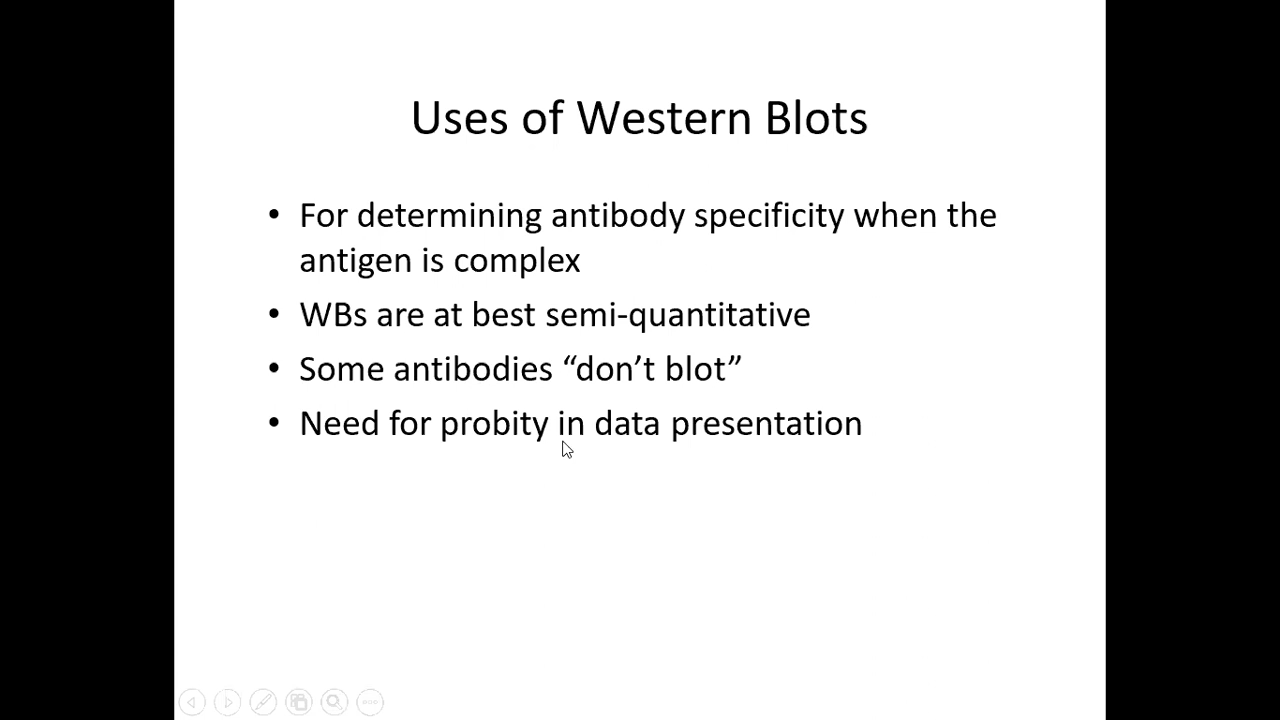 Uses of Western Blots
• For determining antibody specificity when the
antigen is complex
• WBs are at best semi-quantitative
• Some antibodies “don’t blot”
• Need for probity in data presentation